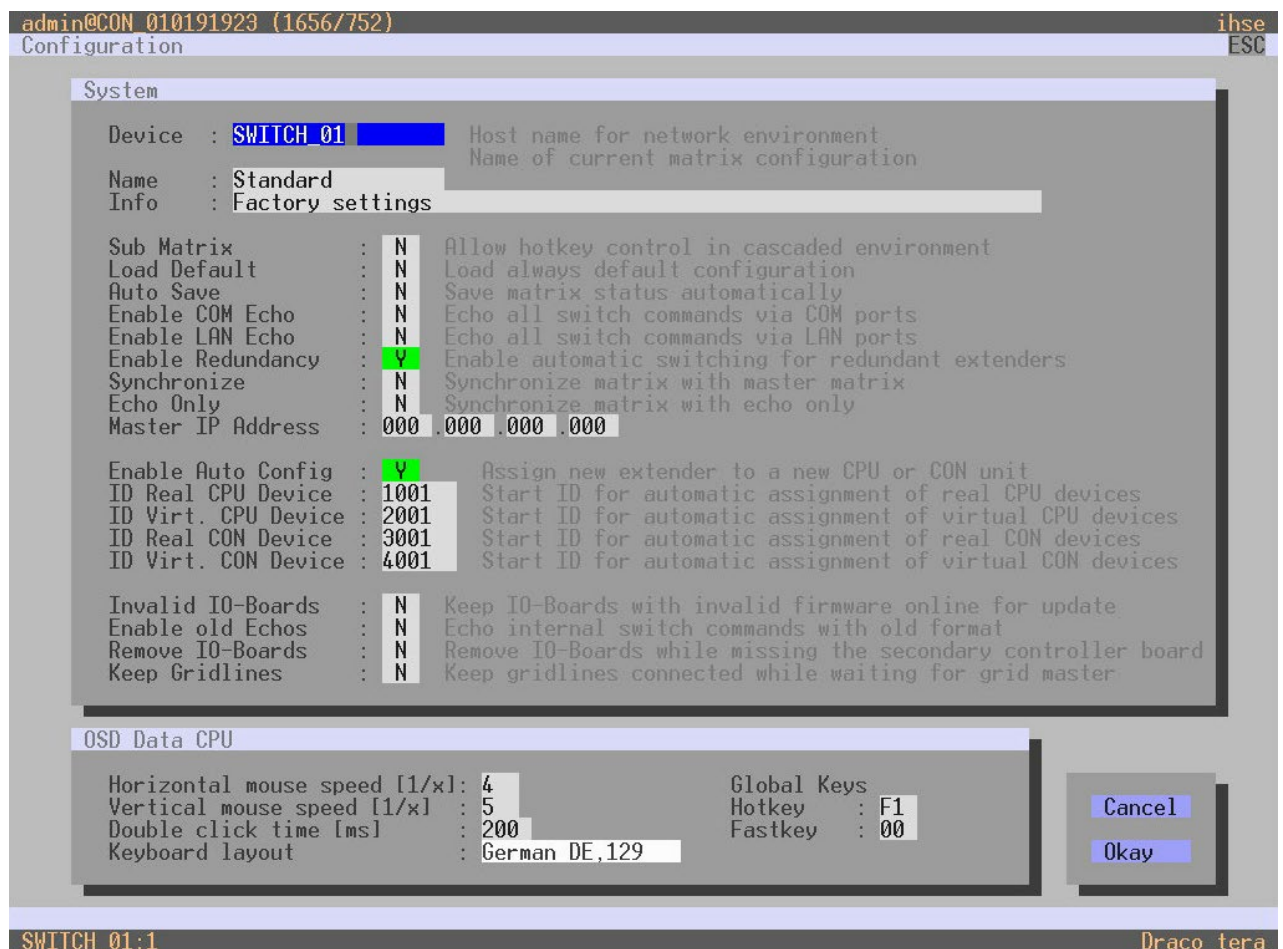 admin@CON_010191923 (1656/752) ihse
Configuration ESC
System
Device : SWITCH_01 Host name for network environment
Name of current matrix configuration
Name : Standard
Info : Factory settings
Sub Matrix : N Allow hotkey control in cascaded environment
Load Default : N Load always default configuration
Auto Save : N Save matrix status automatically
Enable COM Echo : N Echo all switch commands via COM ports
Enable LAN Echo : N Echo all switch commands via LAN ports
Enable Redundancy : Y Enable automatic switching for redundant extenders
Synchronize : N Synchronize matrix with master matrix
Echo Only : N Synchronize matrix with echo only
Master IP Address : 000 .000 .000 .000
Enable Auto Config : Y Assign new extender to a new CPU or CON unit
ID Real CPU Device : 1001 Start ID for automatic assignment of real CPU devices
ID Virt. CPU Device : 2001 Start ID for automatic assignment of virtual CPU devices
ID Real CON Device : 3001 Start ID for automatic assignment of real CON devices
ID Virt. CON Device : 4001 Start ID for automatic assignment of virtual CON devices
Invalid IO-Boards : N Keep IO-Boards with invalid firmware online for update
Enable old Echos : N Echo internal switch commands with old format
Remove IO-Boards : N Remove IO-Boards while missing the secondary controller board
Keep Gridlines : N Keep gridlines connected while waiting for grid master
OSD Data CPU
Horizontal mouse speed [1/x]: 4 Global Keys
Vertical mouse speed [1/x] : 5 Hotkey : F1 Cancel
Double click time [ms] : 200 Fastkey : 00
Keyboard layout : German DE,129 Okay
SWITCH_01:1 Draco tera